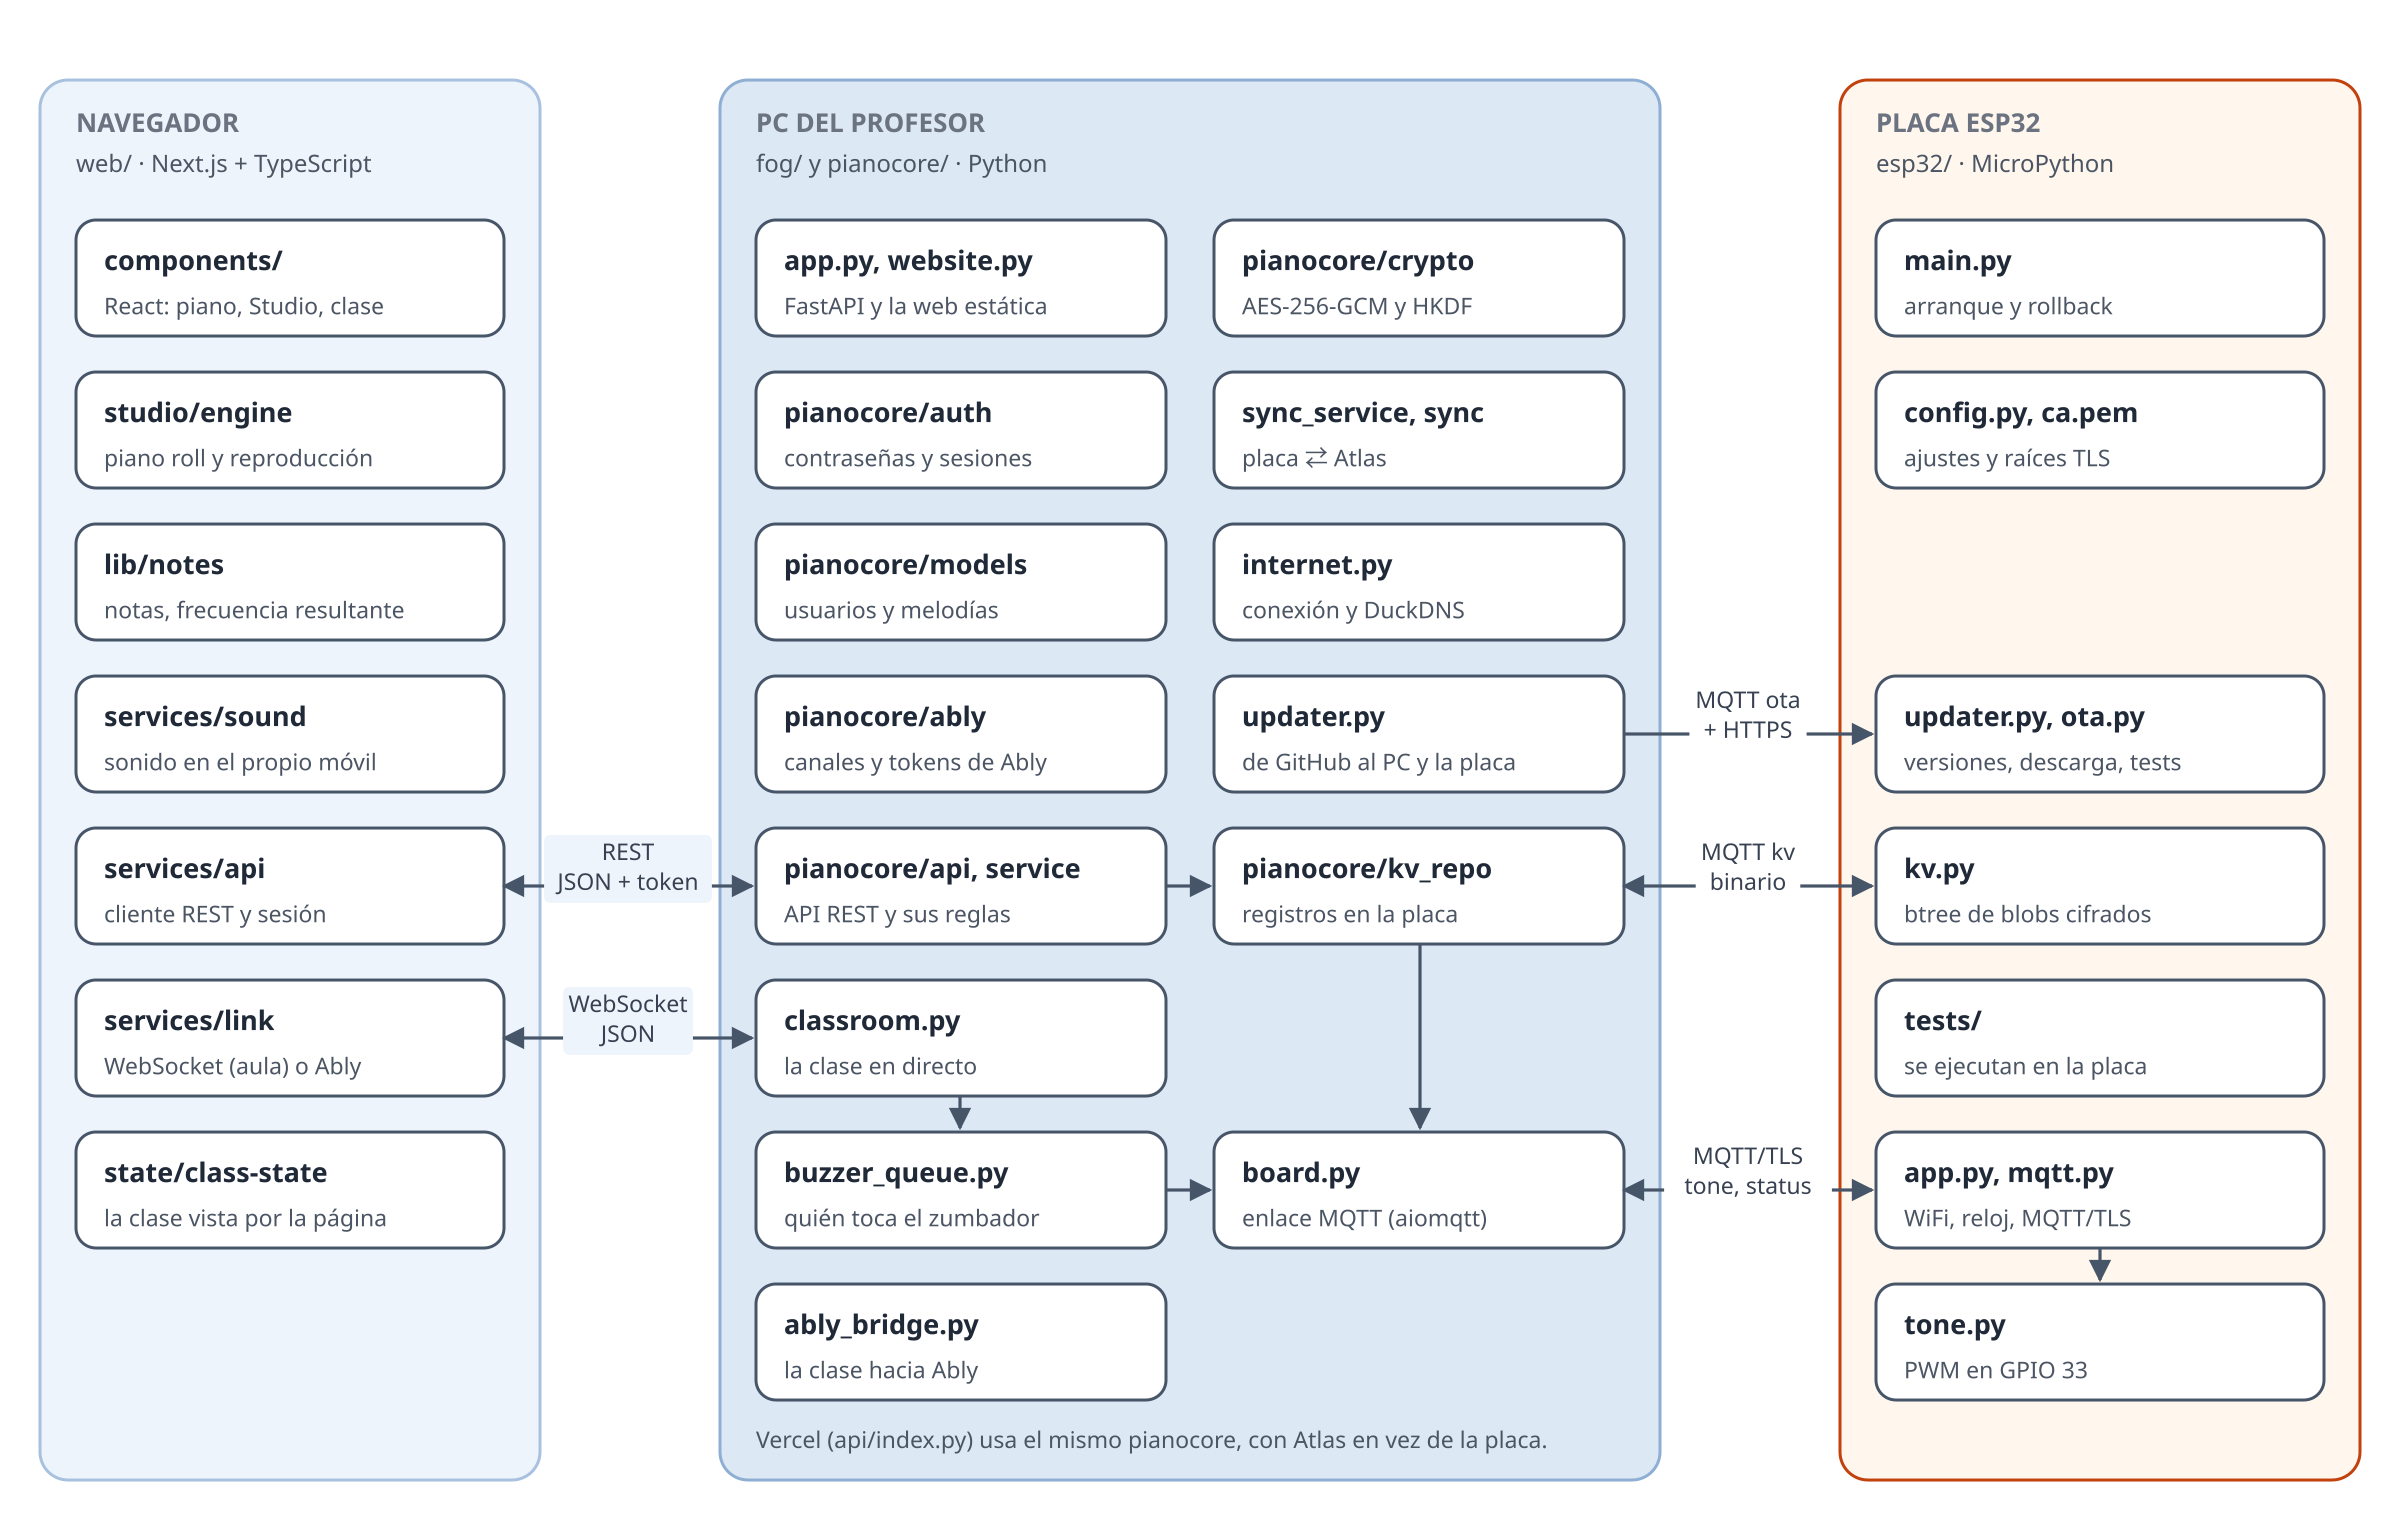 NAVEGADOR
web/ · Next.js + TypeScript
components/
React: piano, Studio, clase
studio/engine
piano roll y reproducción
lib/notes
notas, frecuencia resultante
services/sound
sonido en el propio móvil
services/api
cliente REST y sesión
services/link
WebSocket (aula) o Ably
state/class-state
la clase vista por la página
REST
JSON + token
WebSocket
JSON
PC DEL PROFESOR
fog/ y pianocore/ · Python
app.py, website.py
FastAPI y la web estática
pianocore/auth
contraseñas y sesiones
pianocore/models
usuarios y melodías
pianocore/ably
canales y tokens de Ably
pianocore/api, service
API REST y sus reglas
classroom.py
la clase en directo
buzzer_queue.py
quién toca el zumbador
ably_bridge.py
la clase hacia Ably
pianocore/crypto
AES-256-GCM y HKDF
sync_service, sync
placa ⇄ Atlas
internet.py
conexión y DuckDNS
updater.py
de GitHub al PC y la placa
pianocore/kv_repo
registros en la placa
board.py
enlace MQTT (aiomqtt)
Vercel (api/index.py) usa el mismo pianocore, con Atlas en vez de la placa.
MQTT ota
+ HTTPS
MQTT kv
binario
MQTT/TLS
tone, status
PLACA ESP32
esp32/ · MicroPython
main.py
arranque y rollback
config.py, ca.pem
ajustes y raíces TLS
updater.py, ota.py
versiones, descarga, tests
kv.py
btree de blobs cifrados
tests/
se ejecutan en la placa
app.py, mqtt.py
WiFi, reloj, MQTT/TLS
tone.py
PWM en GPIO 33